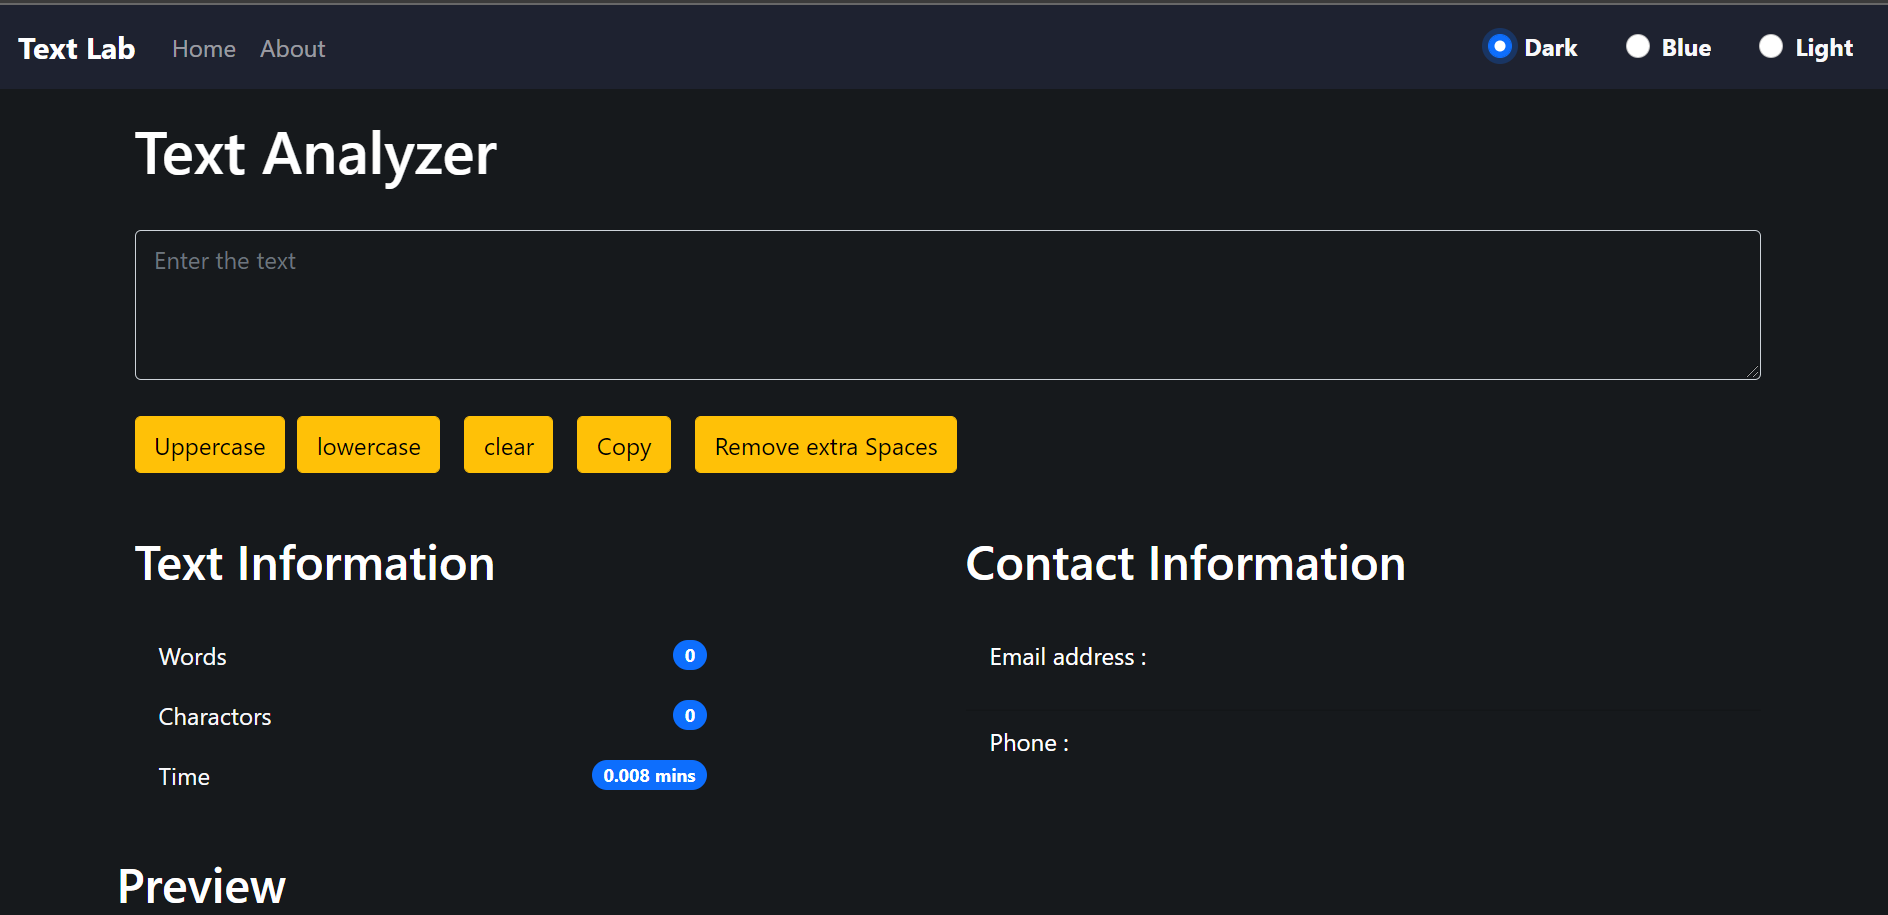 Text Lab Home About Dark Blue Light
Text Analyzer
Enter the text
Uppercase lowercase clear Copy Remove extra Spaces
Text Information
Words 0
Charactors 0
Time 0.008 mins
Contact Information
Email address :
Phone :
Preview